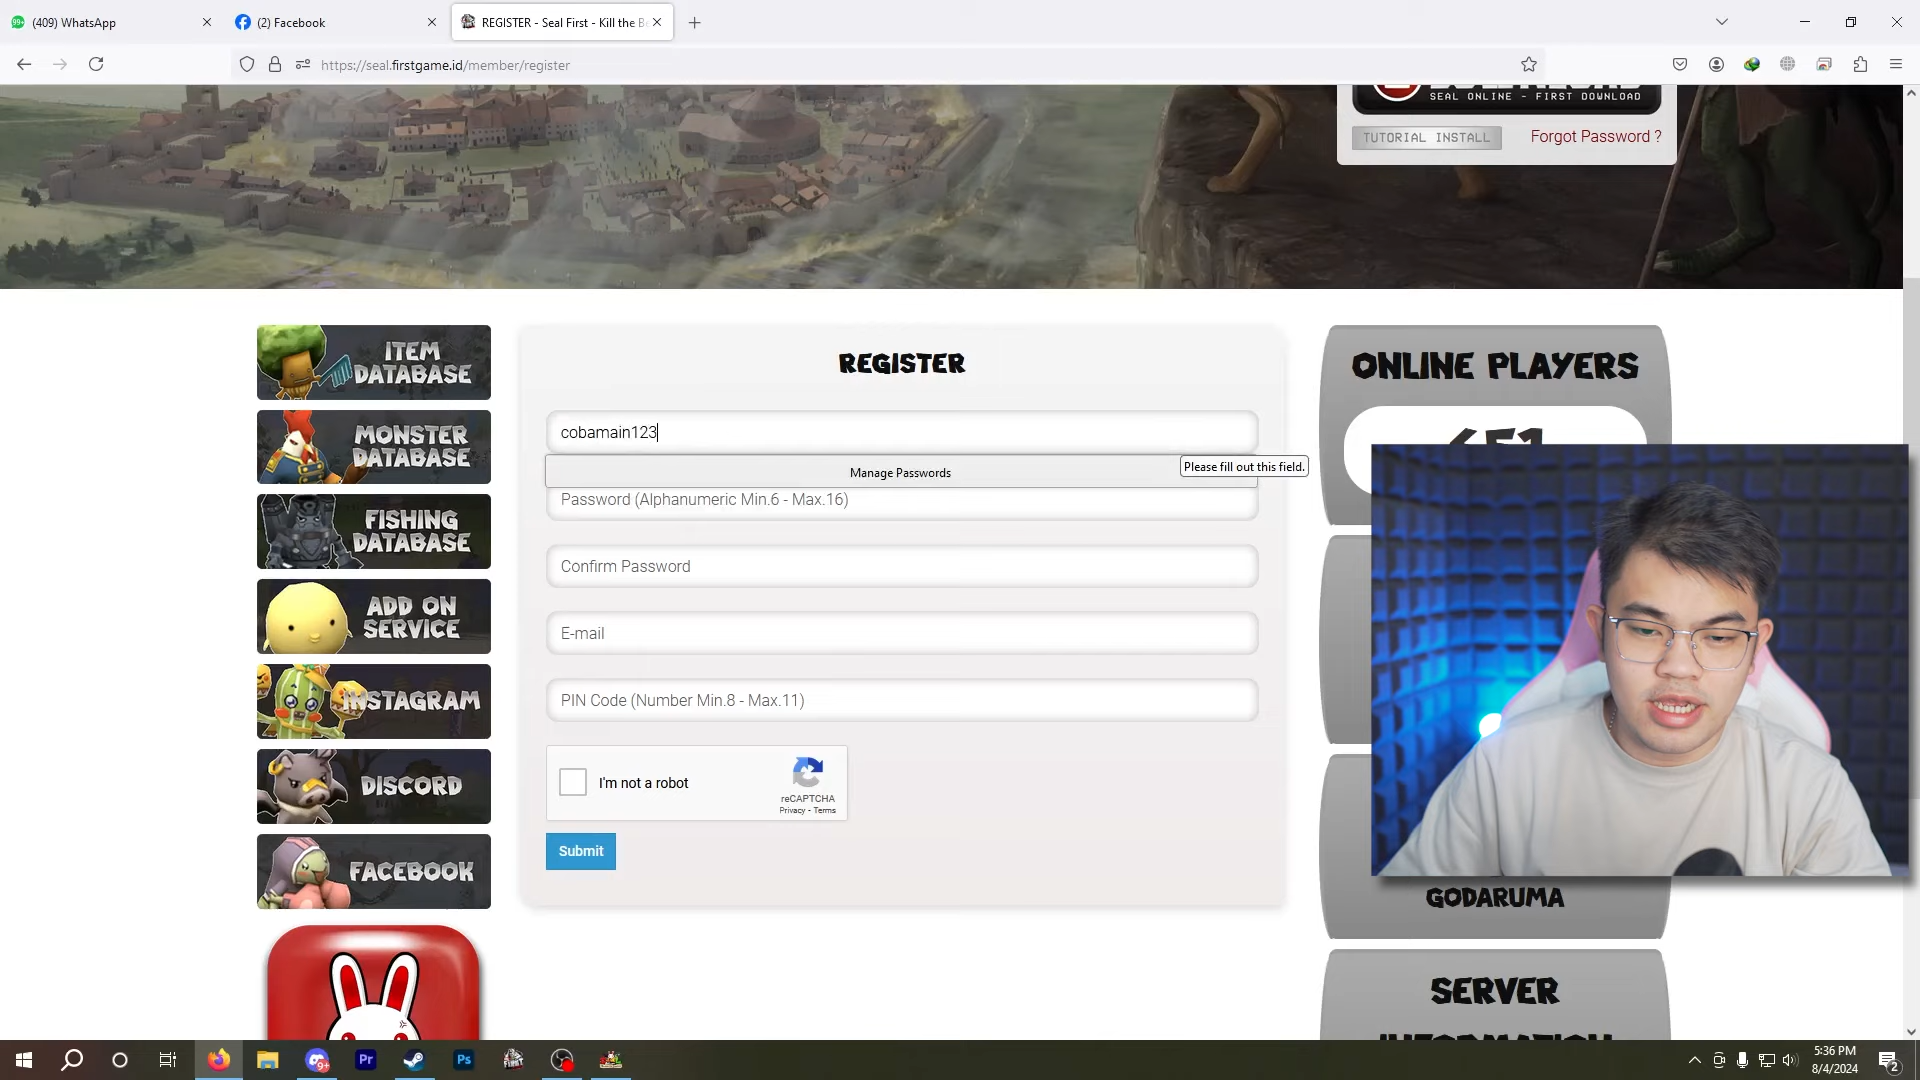 (409) WhatsApp
(2) Facebook
REGISTER - Seal First - Kill the B
https://seal.firstgame.id/member/register
SEAL ONLINE - FIRST DOWNLOAD
TUTORIAL INSTALL
Forgot Password ?
ITEM
DATABASE
MONSTER
DATABASE
FISHING
DATABASE
ADD ON
SERVICE
INSTAGRAM
DISCORD
FACEBOOK
REGISTER
cobamain123
Manage Passwords
Please fill out this field.
Password (Alphanumeric Min.6 - Max.16)
Confirm Password
E-mail
PIN Code (Number Min.8 - Max.11)
I'm not a robot
reCAPTCHA
Privacy - Terms
Submit
ONLINE PLAYERS
GODARUMA
SERVER
INFORMATION
5:36 PM
8/4/2024